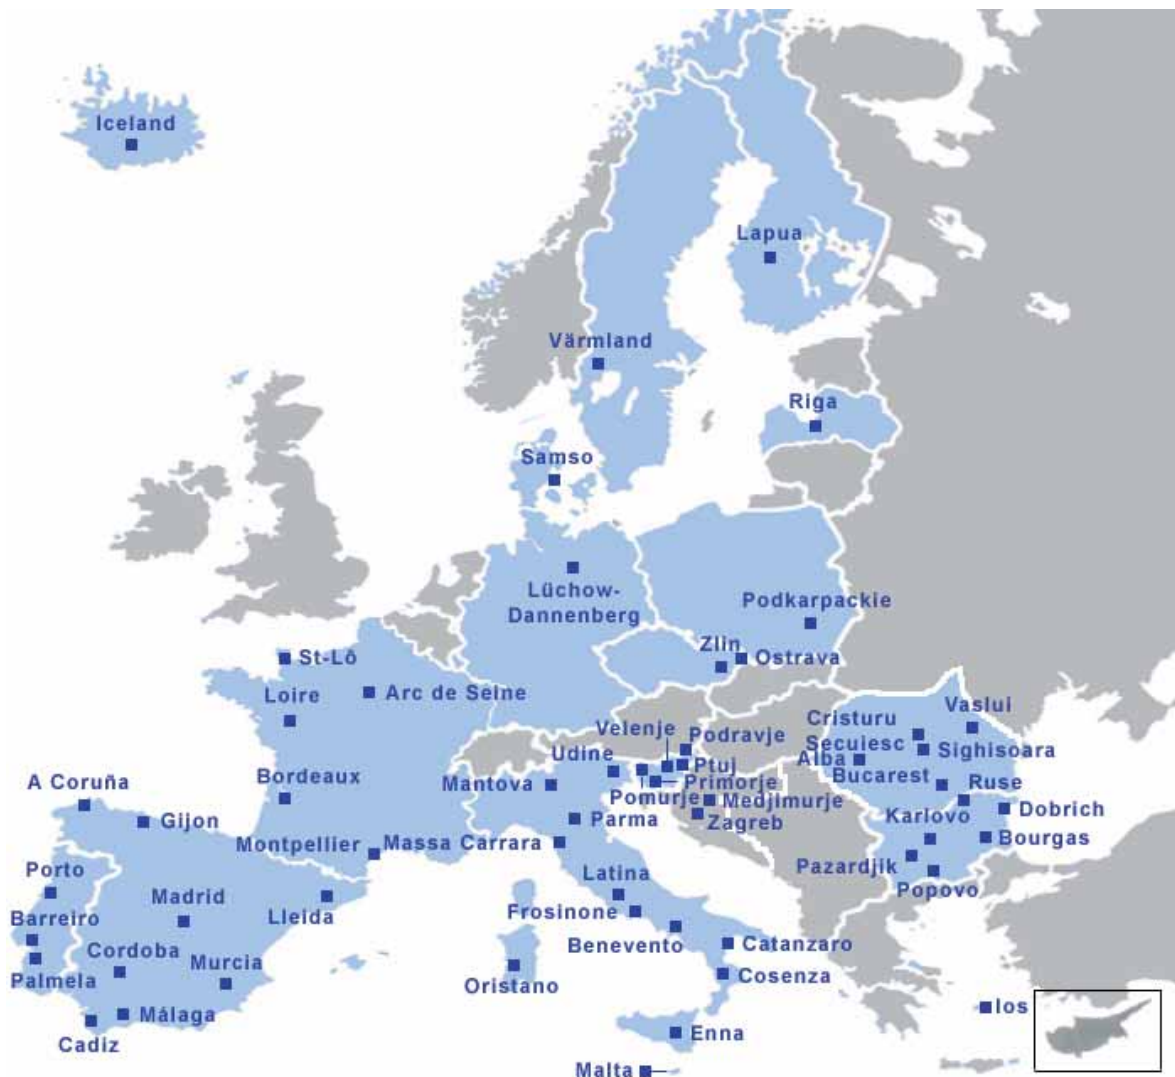 Iceland
Lapua
Värmland
Riga
Samso
Lüchow-
Dannenberg
Podkarpackie
Zlin
Ostrava
St-Lô
Arc de Seine
Loire
Vaslui
Cristuru
Secuiesc
Sighisoara
Alba
Bucarest
Ruse
Velenje
Podravje
Udine
Ptuj
Mantova
Primorje
Pomurje
Medjimurje
Zagreb
Karlovo
Dobrich
Bourgas
Pazardjik
Popovo
Bordeaux
A Coruña
Gijon
Parma
Montpellier
Massa Carrara
Porto
Madrid
Lleida
Latina
Frosinone
Barreiro
Benevento
Catanzaro
Cordoba
Murcia
Palmela
Cosenza
Oristano
Málaga
Cadiz
Enna
Ios
Malta